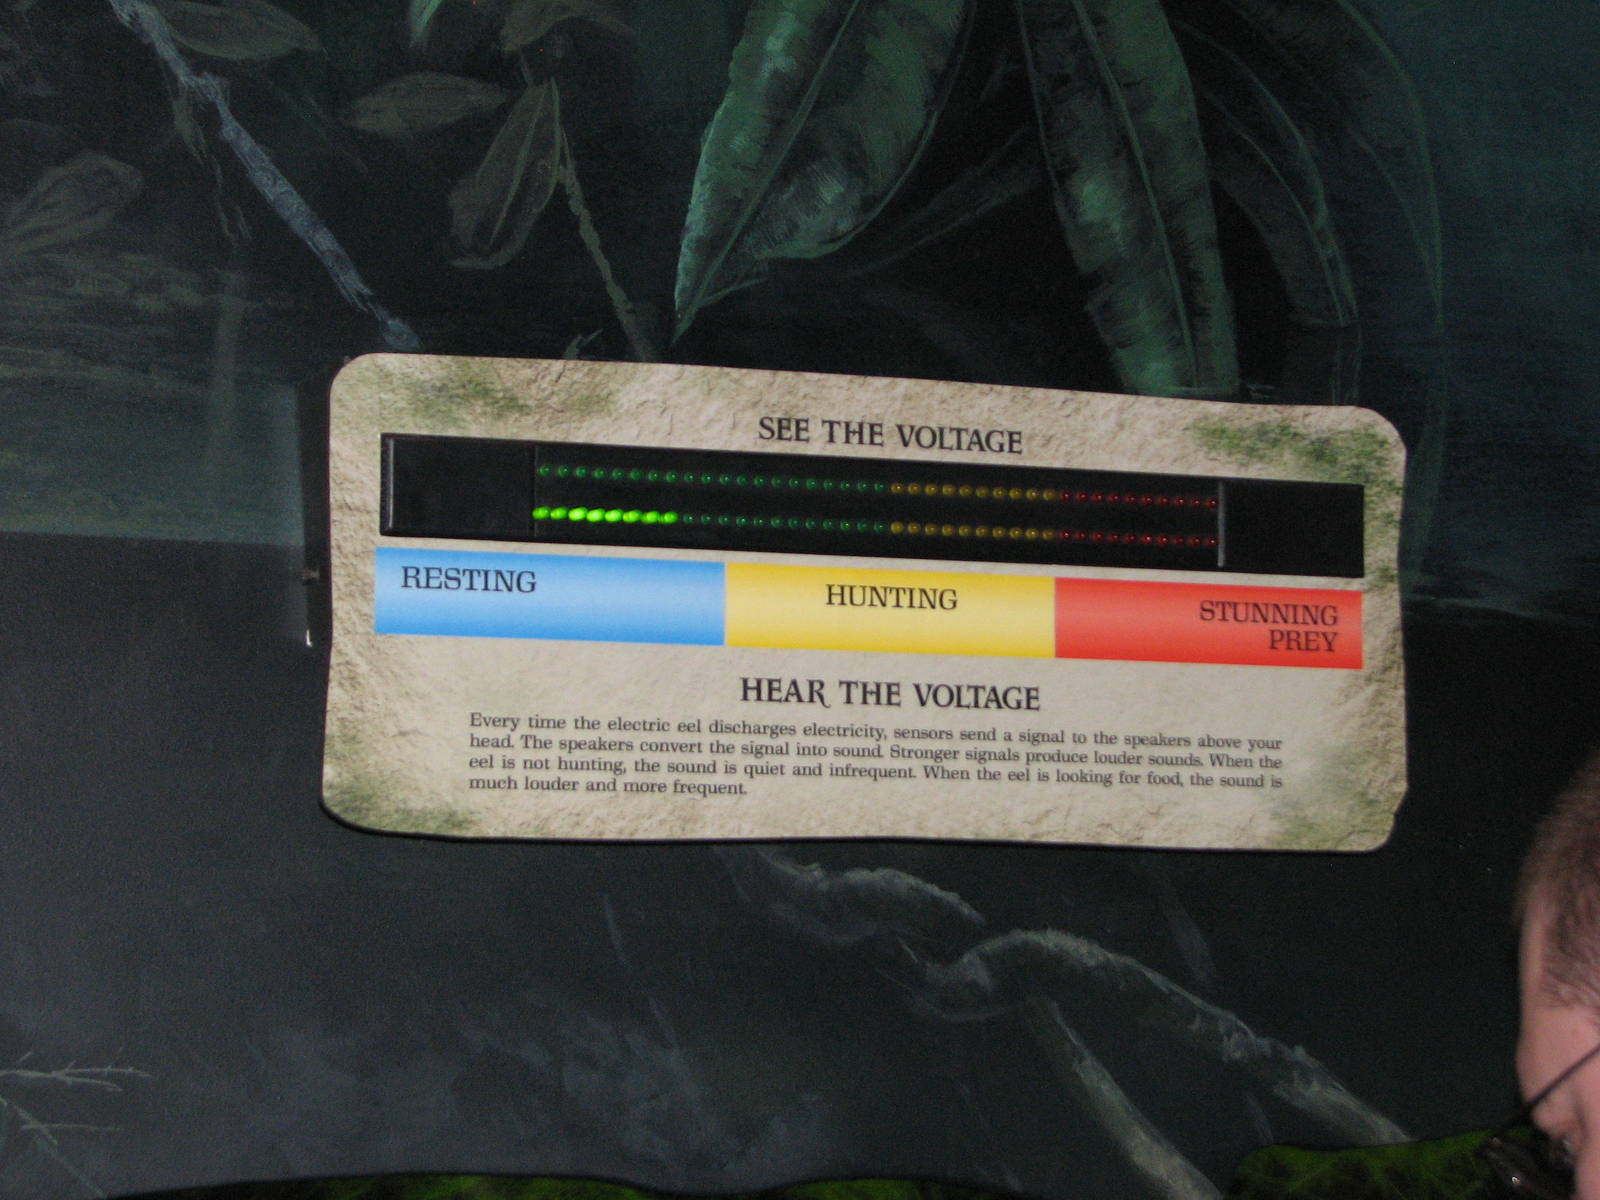 SEE THE VOLTAGE
RESTING
HUNTING
STUNNING
PREY
HEAR THE VOLTAGE
Every time the electric eel discharges electricity, sensors send a signal to the speakers above your
head. The speakers convert the signal into sound. Stronger signals produce louder sounds. When the
eel is not hunting, the sound is quiet and infrequent. When the eel is looking for food, the sound is
much louder and more frequent.